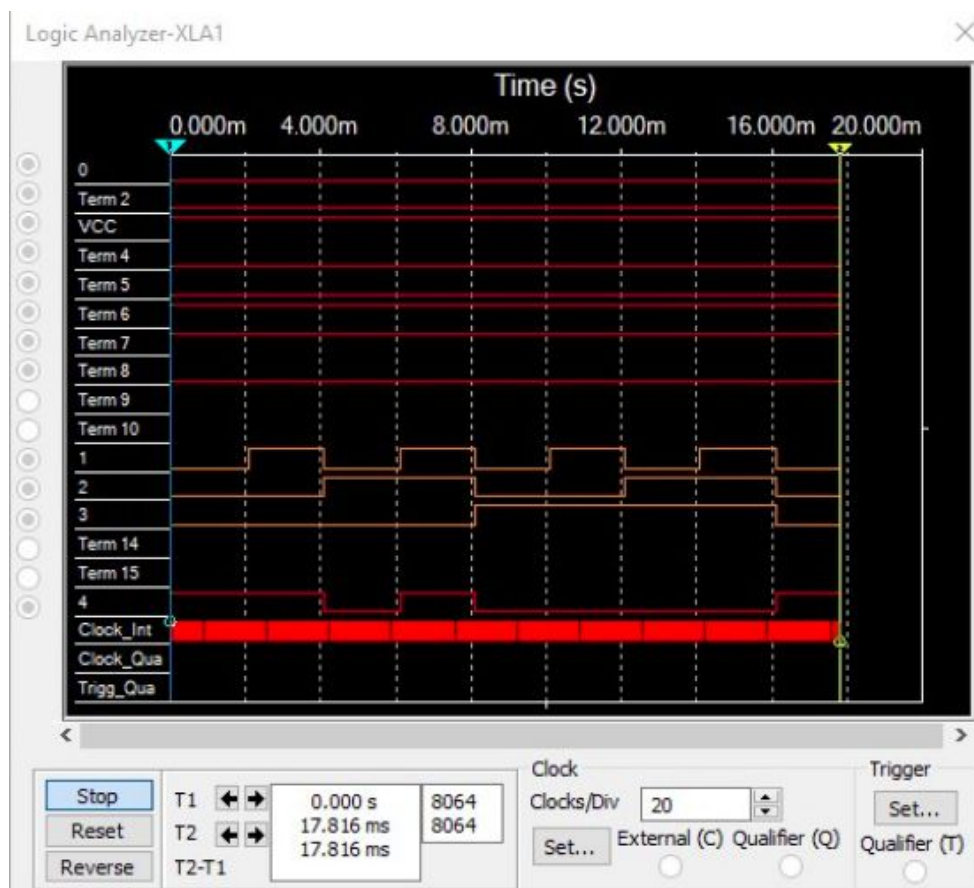 Logic Analyzer-XLA1
Time (s)
0.000m 4.000m 8.000m 12.000m 16.000m 20.000m
1 2
0
Term 2
VCC
Term 4
Term 5
Term 6
Term 7
Term 8
Term 9
Term 10
1
2
3
Term 14
Term 15
4
Clock_Int
Clock_Qua
Trigg_Qua
Stop
Reset
Reverse
T1
T2
T2-T1
0.000 s
17.816 ms
17.816 ms
8064
8064
Clock
Clocks/Div 20
Set...
External (C) Qualifier (Q)
Trigger
Set...
Qualifier (T)